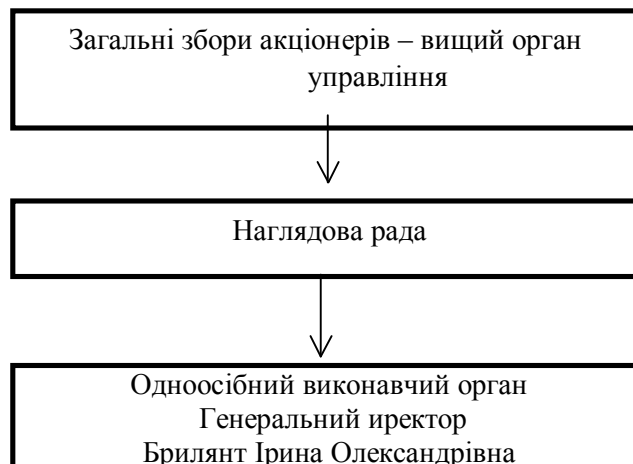 Загальні збори акціонерів – вищий орган
управління
Наглядова рада
Одноосібний виконавчий орган
Генеральний иректор
Брилянт Ірина Олександрівна